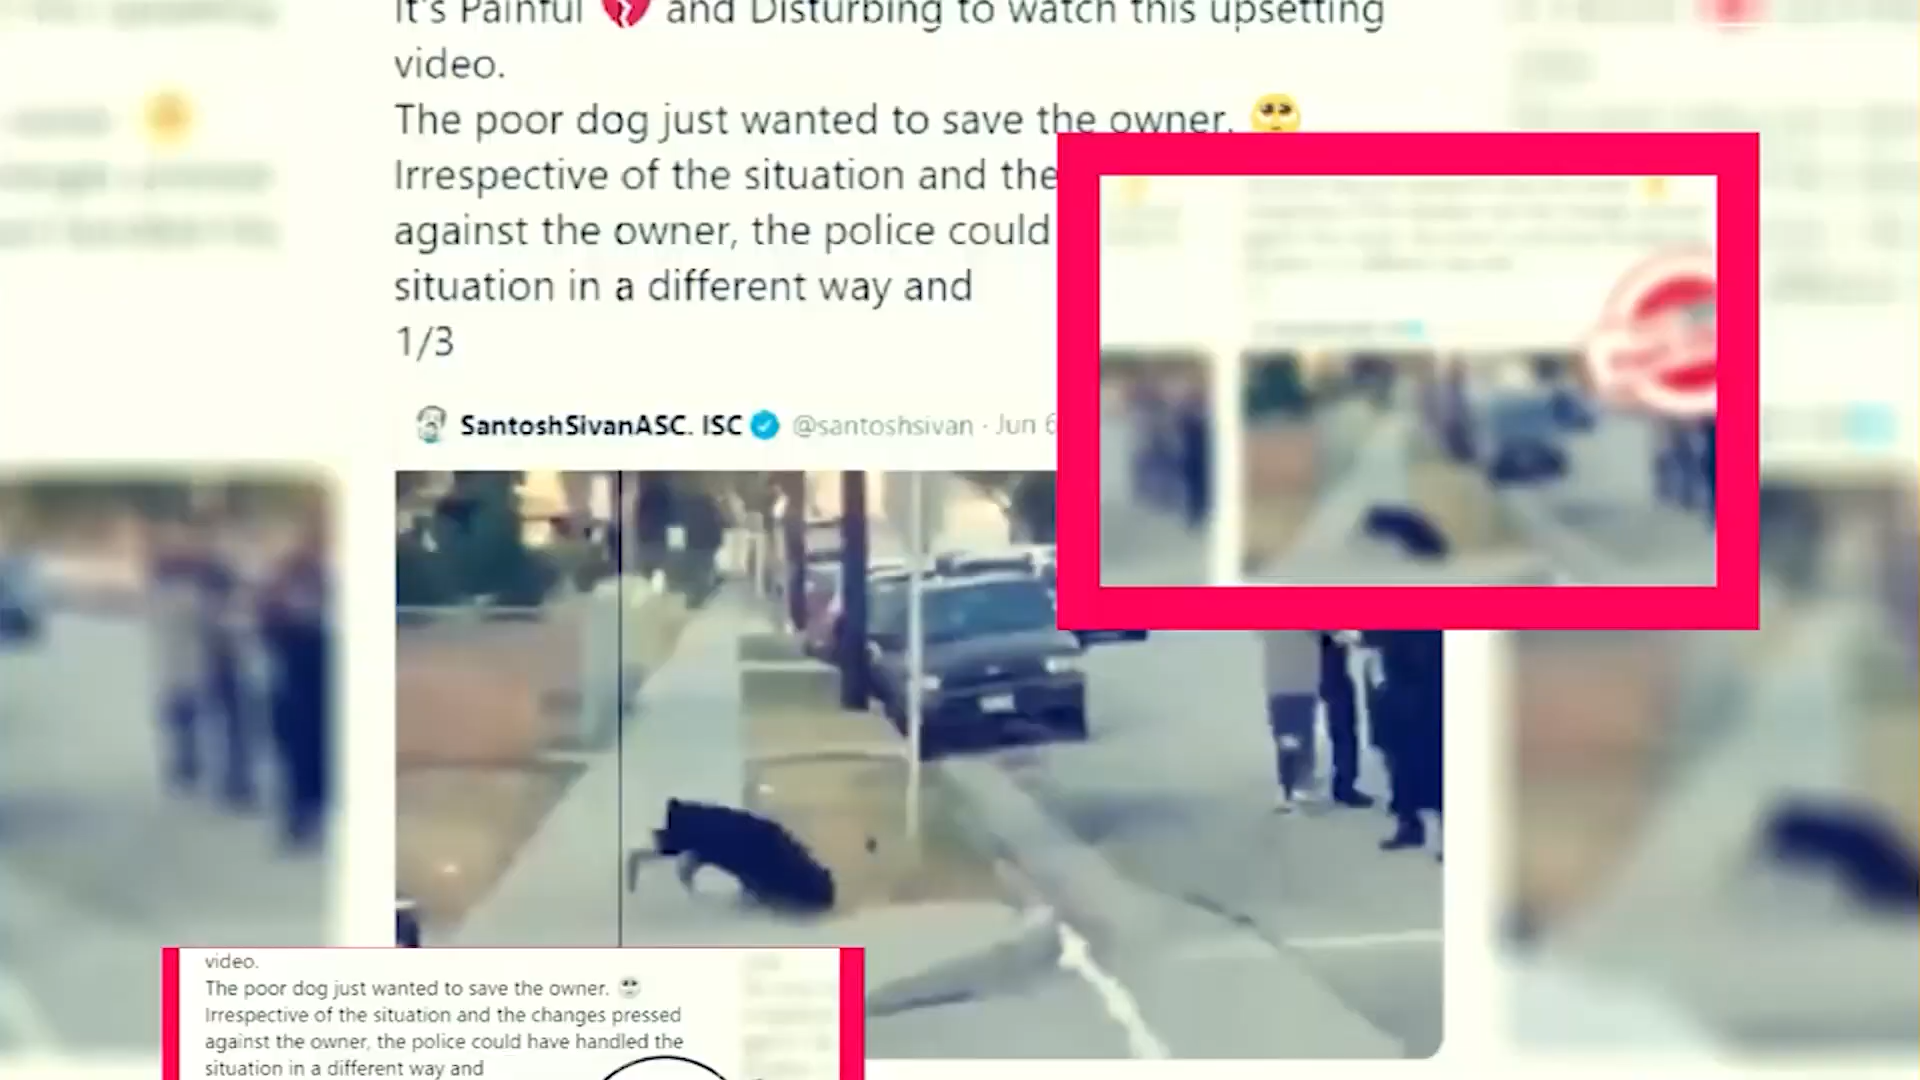 It's Painful 💔 and Disturbing to watch this upsetting
video.
The poor dog just wanted to save the owner. 🥺
Irrespective of the situation and the
against the owner, the police could
situation in a different way and
1/3
SantoshSivanASC. ISC @santoshsivan · Jun 6
video.
The poor dog just wanted to save the owner. 🥺
Irrespective of the situation and the changes pressed
against the owner, the police could have handled the
situation in a different way and